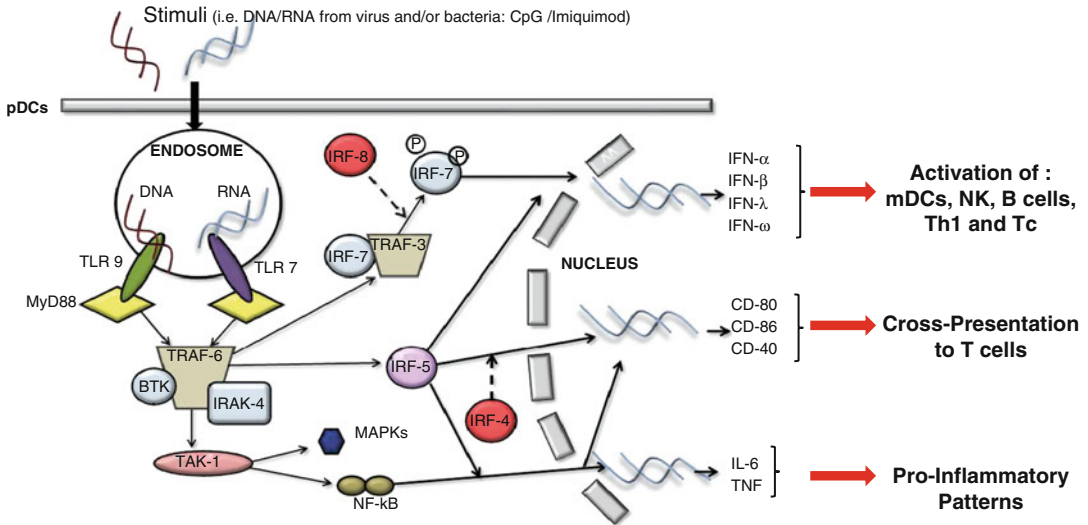 Stimuli (i.e. DNA/RNA from virus and/or bacteria: CpG /Imiquimod)
pDCs
ENDOSOME
DNA
RNA
TLR 9
TLR 7
MyD88
IRF-8
P
P
IRF-7
IRF-7
TRAF-3
NUCLEUS
TRAF-6
BTK
IRAK-4
IRF-5
IRF-4
TAK-1
MAPKs
NF-kB
IFN-α
IFN-β
IFN-λ
IFN-ω
Activation of :
mDCs, NK, B cells,
Th1 and Tc
CD-80
CD-86
CD-40
Cross-Presentation
to T cells
IL-6
TNF
Pro-Inflammatory
Patterns